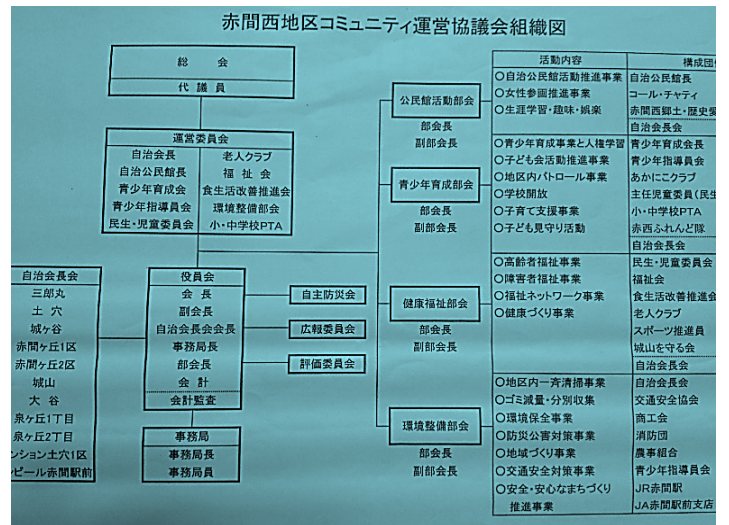 赤間西地区コミュニティ運営協議会組織図
総 会
代 議 員
運営委員会
自治会長 老人クラブ
自治公民館長 福 祉 会
青少年育成会 食生活改善推進会
青少年指導員会 環境整備部会
民生・児童委員会 小・中学校PTA
自治会長会
三郎丸
土 穴
城ヶ谷
赤間ヶ丘1区
赤間ヶ丘2区
城山
大 谷
泉ヶ丘1丁目
泉ヶ丘2丁目
ンション土穴1区
ピール赤間駅前
役員会
会 長
副会長
自治会長会会長
事務局長
部会長
会 計
会計監査
事務局
事務局長
事務局員
自主防災会
広報委員会
評価委員会
公民館活動部会
部会長
副部会長
青少年育成部会
部会長
副部会長
健康福祉部会
部会長
副部会長
環境整備部会
部会長
副部会長
活動内容 構成団
〇自治公民館活動推進事業 自治公民館長
〇女性参画推進事業 コール・チャティ
〇生涯学習・趣味・娯楽 赤間西郷土・歴史愛
自治会長会
〇青少年育成事業と人権学習 青少年育成会長
〇子ども会活動推進事業 青少年指導員会
〇地区内パトロール事業 あかにこクラブ
〇学校開放 主任児童委員(民生
〇子育て支援事業 小・中学校PTA
〇子ども見守り活動 赤西ふれんど隊
自治会長会
〇高齢者福祉事業 民生・児童委員会
〇障害者福祉事業 福祉会
〇福祉ネットワーク事業 食生活改善推進会
〇健康づくり事業 老人クラブ
スポーツ推進員
城山を守る会
自治会長会
〇地区内一斉清掃事業 自治会長会
〇ゴミ減量・分別収集 交通安全協会
〇環境保全事業 商工会
〇防災公害対策事業 消防団
〇地域づくり事業 農事組合
〇交通安全対策事業 青少年指導員会
〇安全・安心なまちづくり JR赤間駅
推進事業 JA赤間駅前支店